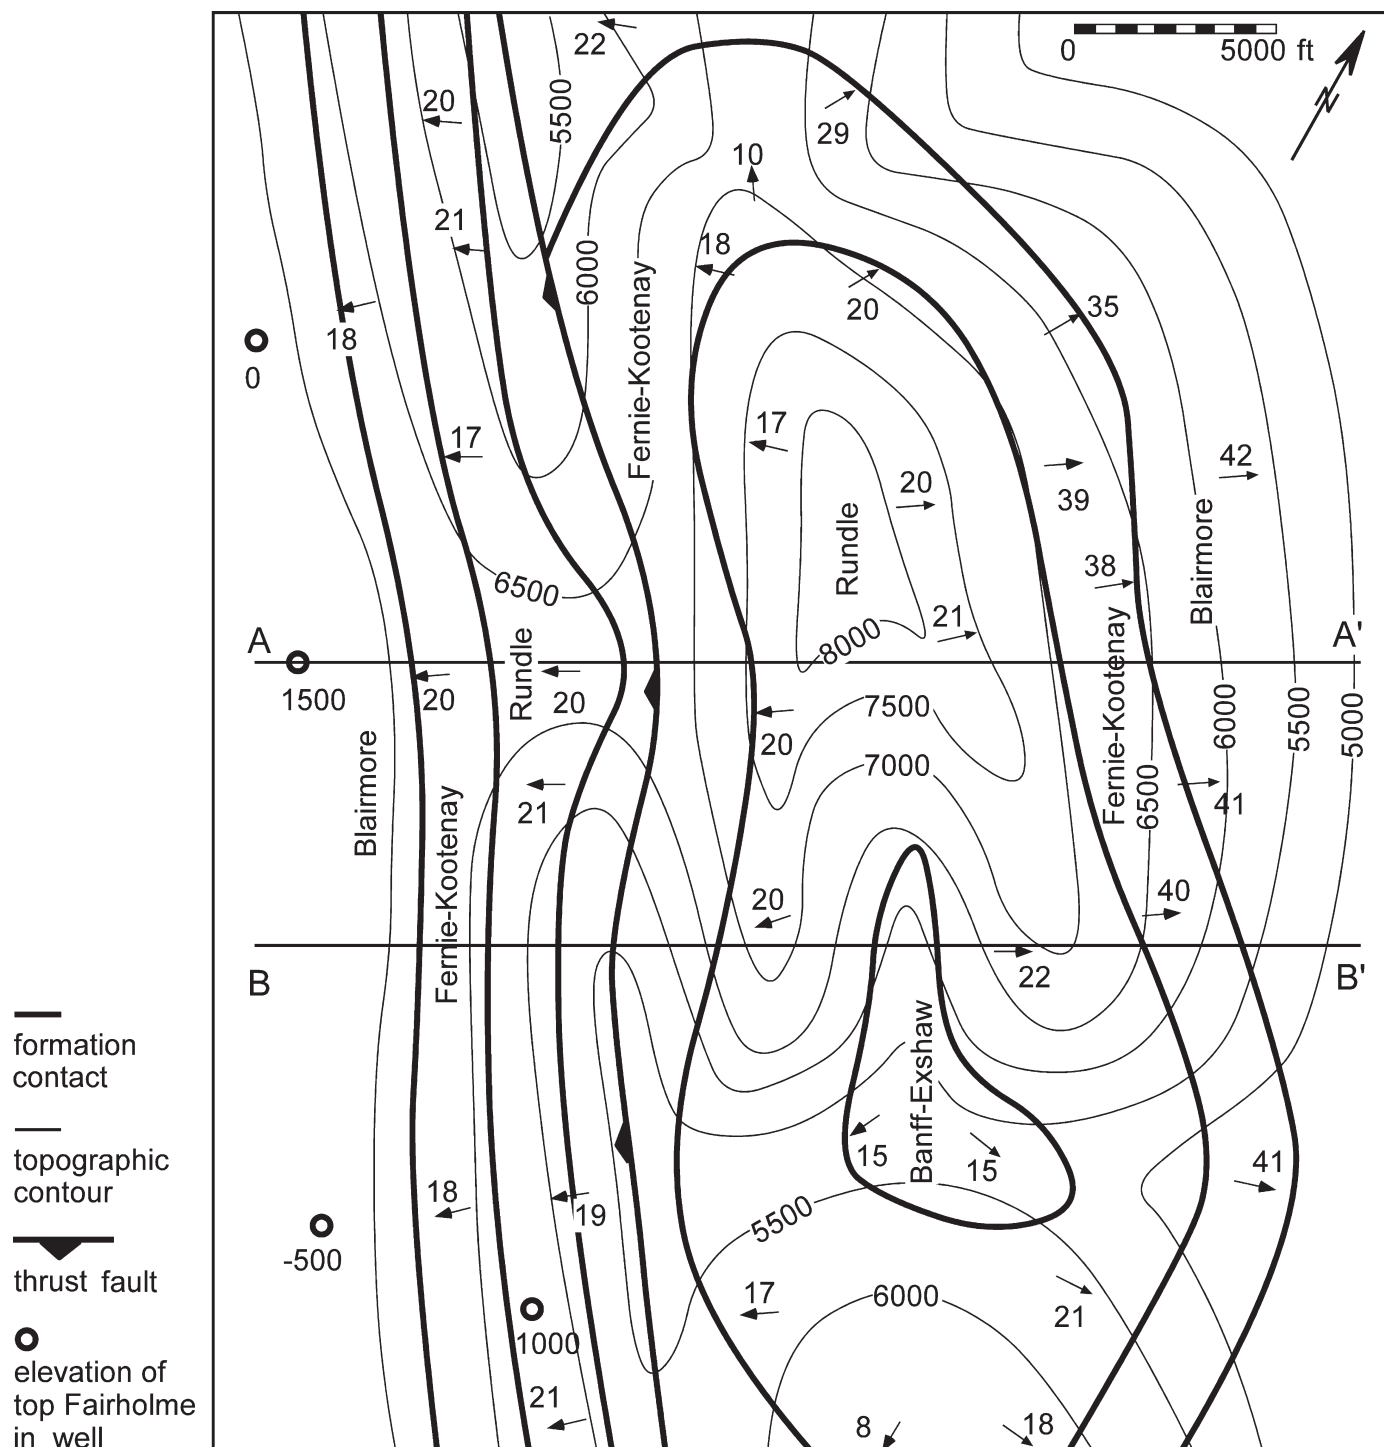 22
0
5000 ft
N
20
5500
29
10
21
18
6000
Fernie-Kootenay
20
35
18
0
17
17
20
42
39
Rundle
Blairmore
38
6500
21
A
8000
A'
Rundle
20
20
1500
Fernie-Kootenay
7500
6000
5500
5000
20
Blairmore
7000
6500
21
41
Fernie-Kootenay
20
40
B
22
B'
Banff-Exshaw
formation
contact
15
15
topographic
contour
18
41
19
5500
-500
thrust fault
17
6000
21
1000
elevation of
top Fairholme
in well
21
8
18